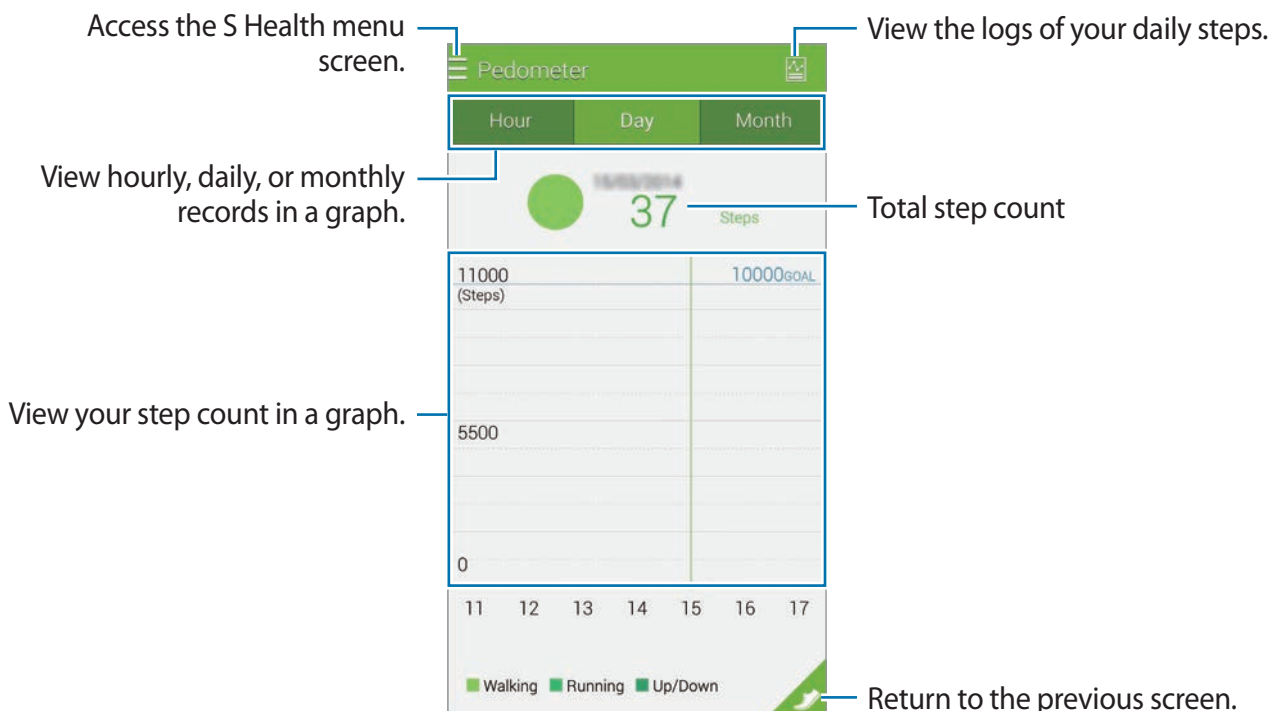 Access the S Health menu
screen.
View the logs of your daily steps.
Pedometer
Hour Day Month
View hourly, daily, or monthly
records in a graph.
37 Steps
Total step count
11000
(Steps)
10000GOAL
View your step count in a graph.
5500
0
11 12 13 14 15 16 17
Walking Running Up/Down
Return to the previous screen.